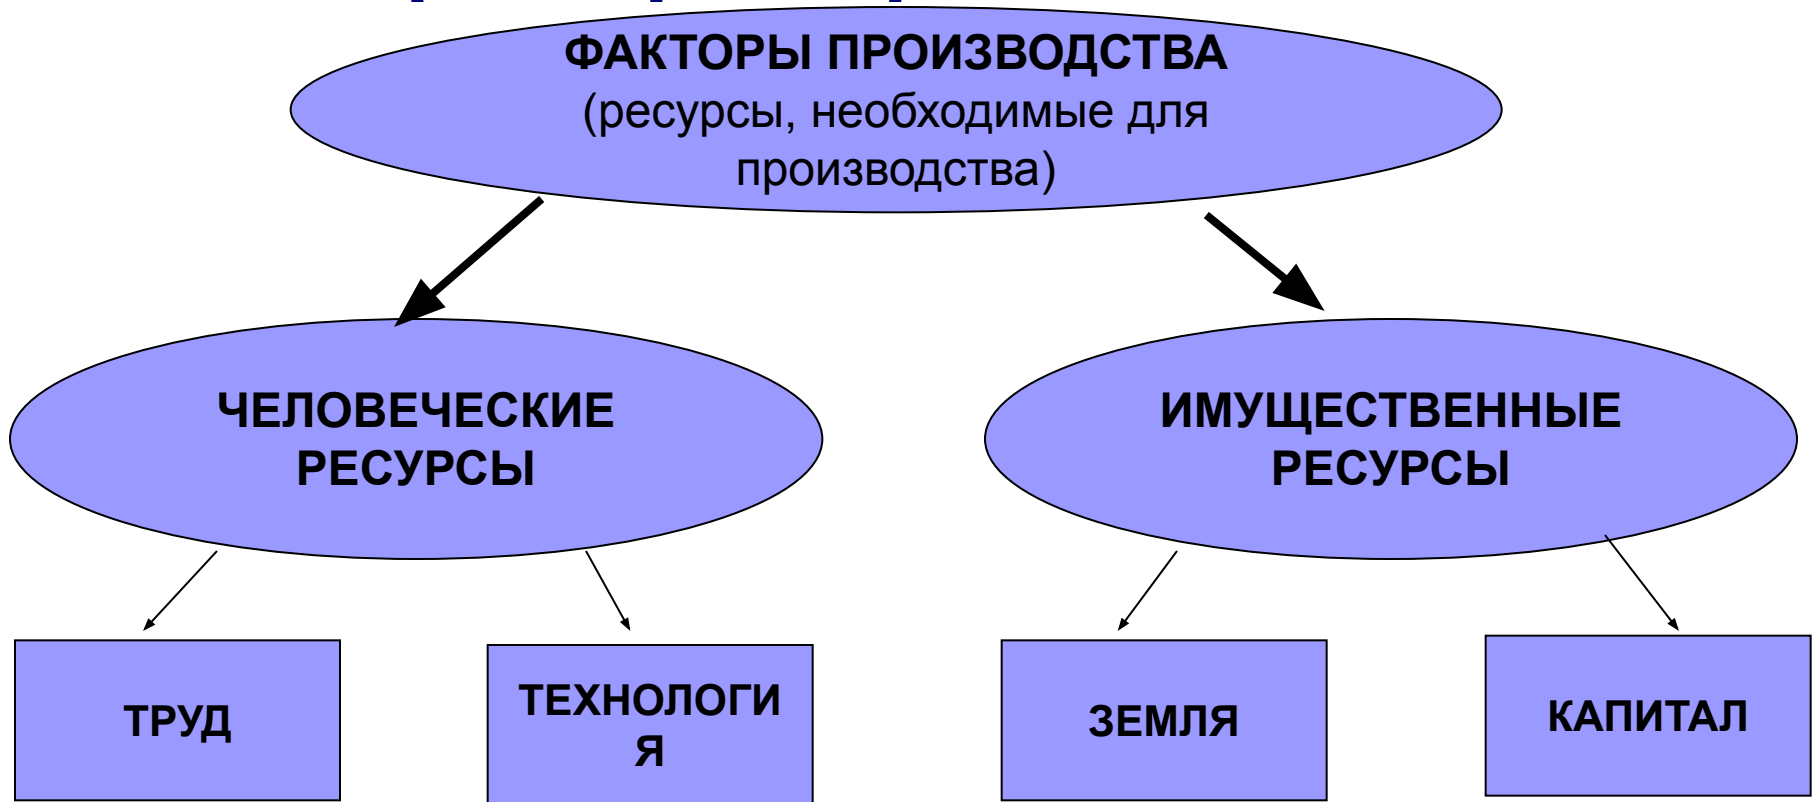 ФАКТОРЫ ПРОИЗВОДСТВА
(ресурсы, необходимые для
производства)
ЧЕЛОВЕЧЕСКИЕ
РЕСУРСЫ
ИМУЩЕСТВЕННЫЕ
РЕСУРСЫ
ТРУД
ТЕХНОЛОГИ
Я
ЗЕМЛЯ
КАПИТАЛ